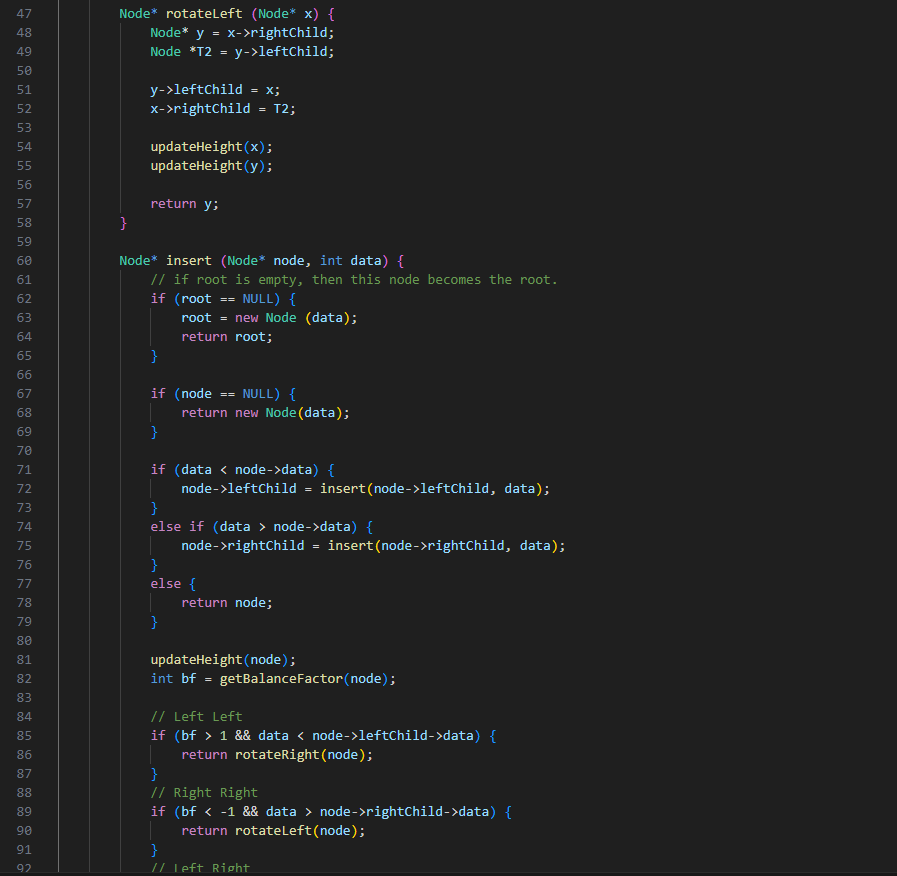 47 Node* rotateLeft (Node* x) {
48 Node* y = x->rightChild;
49 Node *T2 = y->leftChild;
50
51 y->leftChild = x;
52 x->rightChild = T2;
53
54 updateHeight(x);
55 updateHeight(y);
56
57 return y;
58 }
59
60 Node* insert (Node* node, int data) {
61 // if root is empty, then this node becomes the root.
62 if (root == NULL) {
63 root = new Node (data);
64 return root;
65 }
66
67 if (node == NULL) {
68 return new Node(data);
69 }
70
71 if (data < node->data) {
72 node->leftChild = insert(node->leftChild, data);
73 }
74 else if (data > node->data) {
75 node->rightChild = insert(node->rightChild, data);
76 }
77 else {
78 return node;
79 }
80
81 updateHeight(node);
82 int bf = getBalanceFactor(node);
83
84 // Left Left
85 if (bf > 1 && data < node->leftChild->data) {
86 return rotateRight(node);
87 }
88 // Right Right
89 if (bf < -1 && data > node->rightChild->data) {
90 return rotateLeft(node);
91 }
92 // Left Right